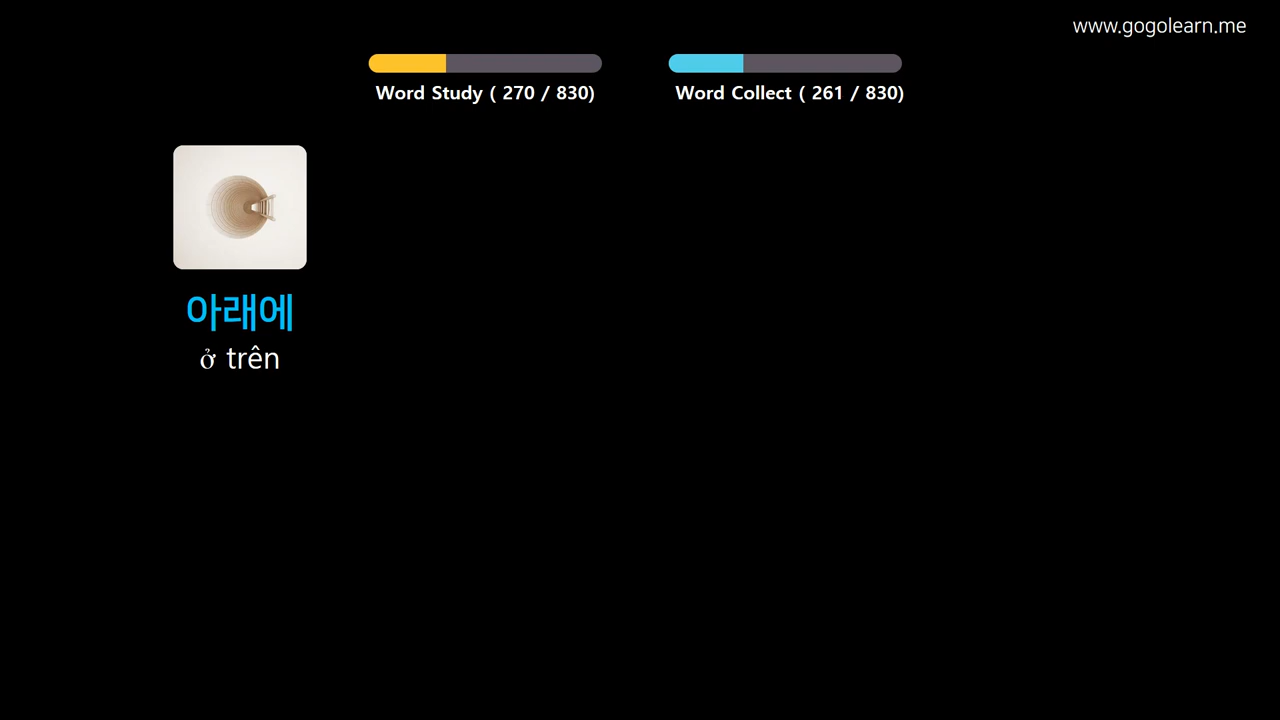 www.gogolearn.me
Word Study ( 270 / 830)
Word Collect ( 261 / 830)
아래에
ở trên